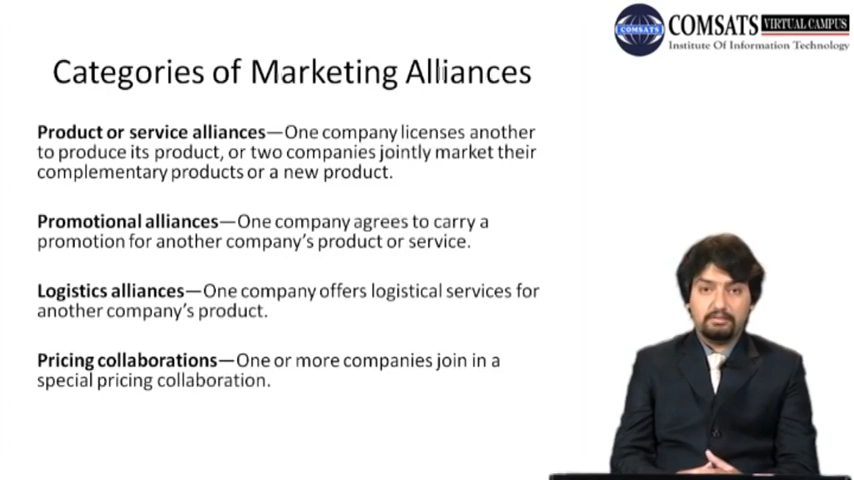 COMSATS VIRTUAL CAMPUS
COMSATS
Institute Of Information Technology
Categories of Marketing Alliances
Product or service alliances—One company licenses another
to produce its product, or two companies jointly market their
complementary products or a new product.
Promotional alliances—One company agrees to carry a
promotion for another company's product or service.
Logistics alliances—One company offers logistical services for
another company's product.
Pricing collaborations—One or more companies join in a
special pricing collaboration.